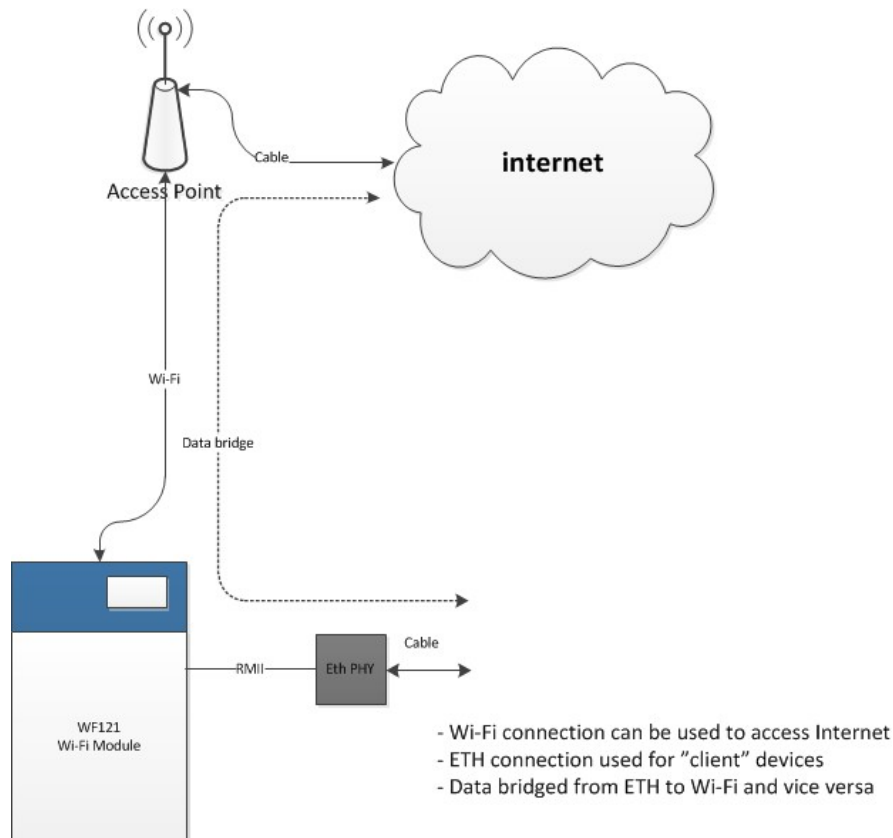 Cable
internet
Access Point
Wi-Fi
Data bridge
RMII
Eth PHY
Cable
WF121
Wi-Fi Module
- Wi-Fi connection can be used to access Internet
- ETH connection used for ”client” devices
- Data bridged from ETH to Wi-Fi and vice versa